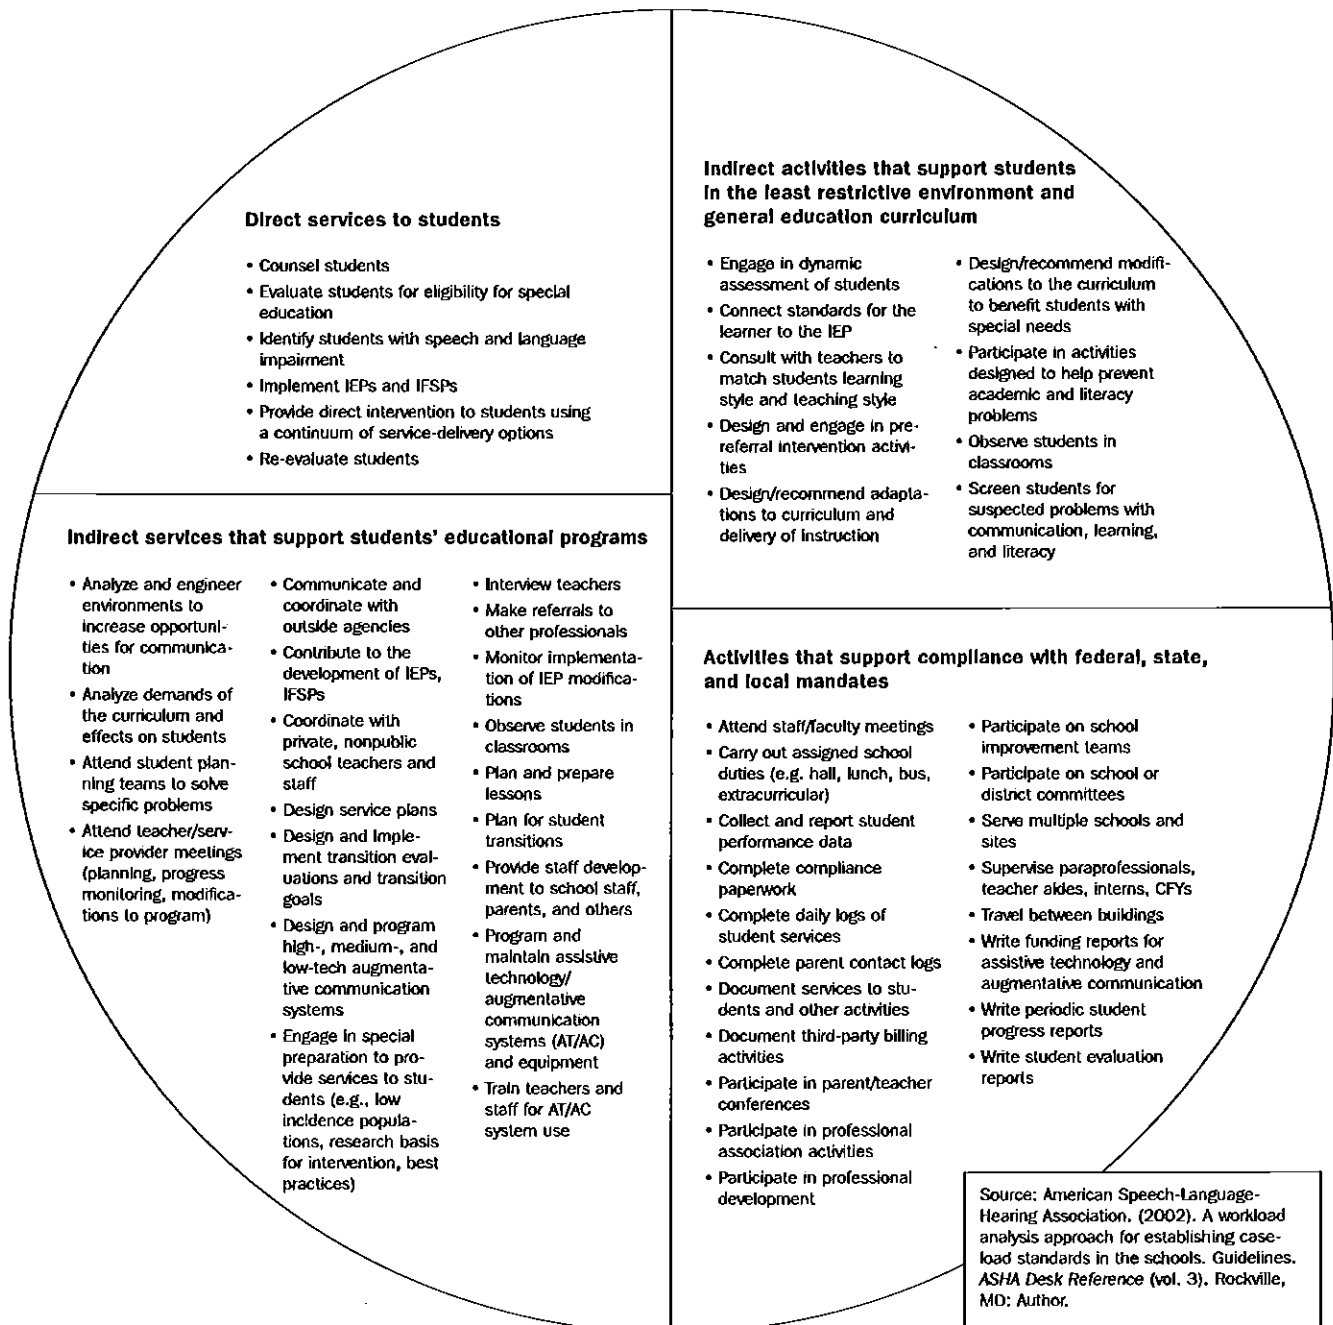 Direct services to students
• Counsel students
• Evaluate students for eligibility for special
education
• Identify students with speech and language
impairment
• Implement IEPs and IFSPs
• Provide direct intervention to students using
a continuum of service-delivery options
• Re-evaluate students
Indirect activities that support students
in the least restrictive environment and
general education curriculum
• Engage in dynamic
assessment of students
• Connect standards for the
learner to the IEP
• Consult with teachers to
match students learning
style and teaching style
• Design and engage in pre-
referral intervention activi-
ties
• Design/recommend adapta-
tions to curriculum and
delivery of instruction
• Design/recommend modifi-
cations to the curriculum
to benefit students with
special needs
• Participate in activities
designed to help prevent
academic and literacy
problems
• Observe students in
classrooms
• Screen students for
suspected problems with
communication, learning,
and literacy
Indirect services that support students' educational programs
• Analyze and engineer
environments to
increase opportuni-
ties for communica-
tion
• Analyze demands of
the curriculum and
effects on students
• Attend student plan-
ning teams to solve
specific problems
• Attend teacher/serv-
ice provider meetings
(planning, progress
monitoring, modifica-
tions to program)
• Communicate and
coordinate with
outside agencies
• Contribute to the
development of IEPs,
IFSPs
• Coordinate with
private, nonpublic
school teachers and
staff
• Design service plans
• Design and imple-
ment transition eval-
uations and transition
goals
• Design and program
high-, medium-, and
low-tech augmenta-
tive communication
systems
• Engage in special
preparation to pro-
vide services to stu-
dents (e.g., low
incidence popula-
tions, research basis
for intervention, best
practices)
• Interview teachers
• Make referrals to
other professionals
• Monitor implementa-
tion of IEP modifica-
tions
• Observe students in
classrooms
• Plan and prepare
lessons
• Plan for student
transitions
• Provide staff develop-
ment to school staff,
parents, and others
• Program and
maintain assistive
technology/
augmentative
communication
systems (AT/AC)
and equipment
• Train teachers and
staff for AT/AC
system use
Activities that support compliance with federal, state,
and local mandates
• Attend staff/faculty meetings
• Carry out assigned school
duties (e.g. hall, lunch, bus,
extracurricular)
• Collect and report student
performance data
• Complete compliance
paperwork
• Complete daily logs of
student services
• Complete parent contact logs
• Document services to stu-
dents and other activities
• Document third-party billing
activities
• Participate in parent/teacher
conferences
• Participate in professional
association activities
• Participate in professional
development
• Participate on school
improvement teams
• Participate on school or
district committees
• Serve multiple schools and
sites
• Supervise paraprofessionals,
teacher aides, interns, CFYs
• Travel between buildings
• Write funding reports for
assistive technology and
augmentative communication
• Write periodic student
progress reports
• Write student evaluation
reports
Source: American Speech-Language-
Hearing Association. (2002). A workload
analysis approach for establishing case-
load standards in the schools. Guidelines.
ASHA Desk Reference (vol. 3). Rockville,
MD: Author.